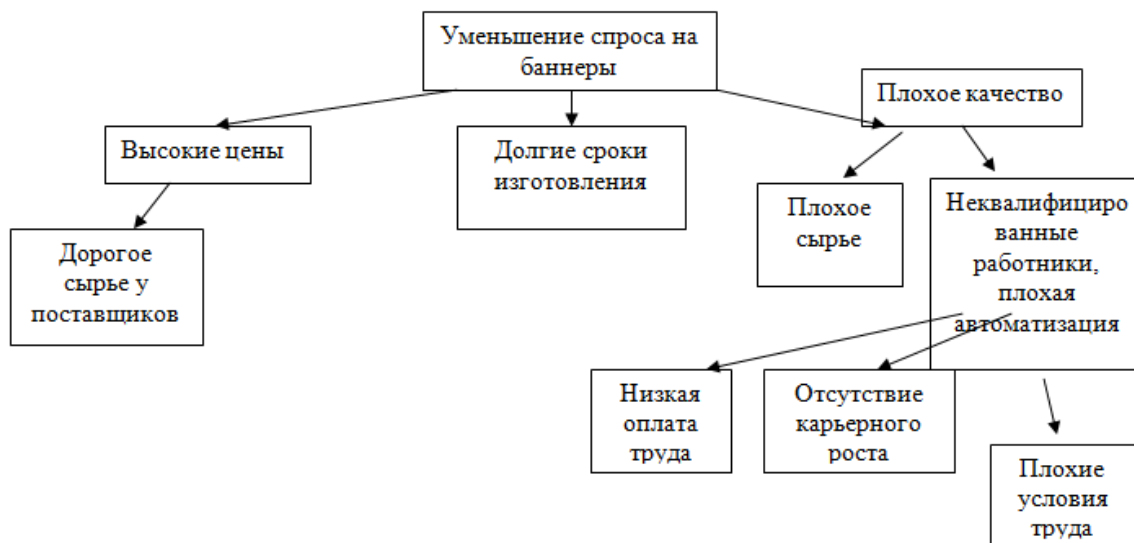 Уменьшение спроса на
баннеры
Плохое качество
Высокие цены
Долгие сроки
изготовления
Плохое
сырье
Неквалифициро
ванные
работники,
плохая
автоматизация
Дорогое
сырье у
поставщиков
Низкая
оплата
труда
Отсутствие
карьерного
роста
Плохие
условия
труда